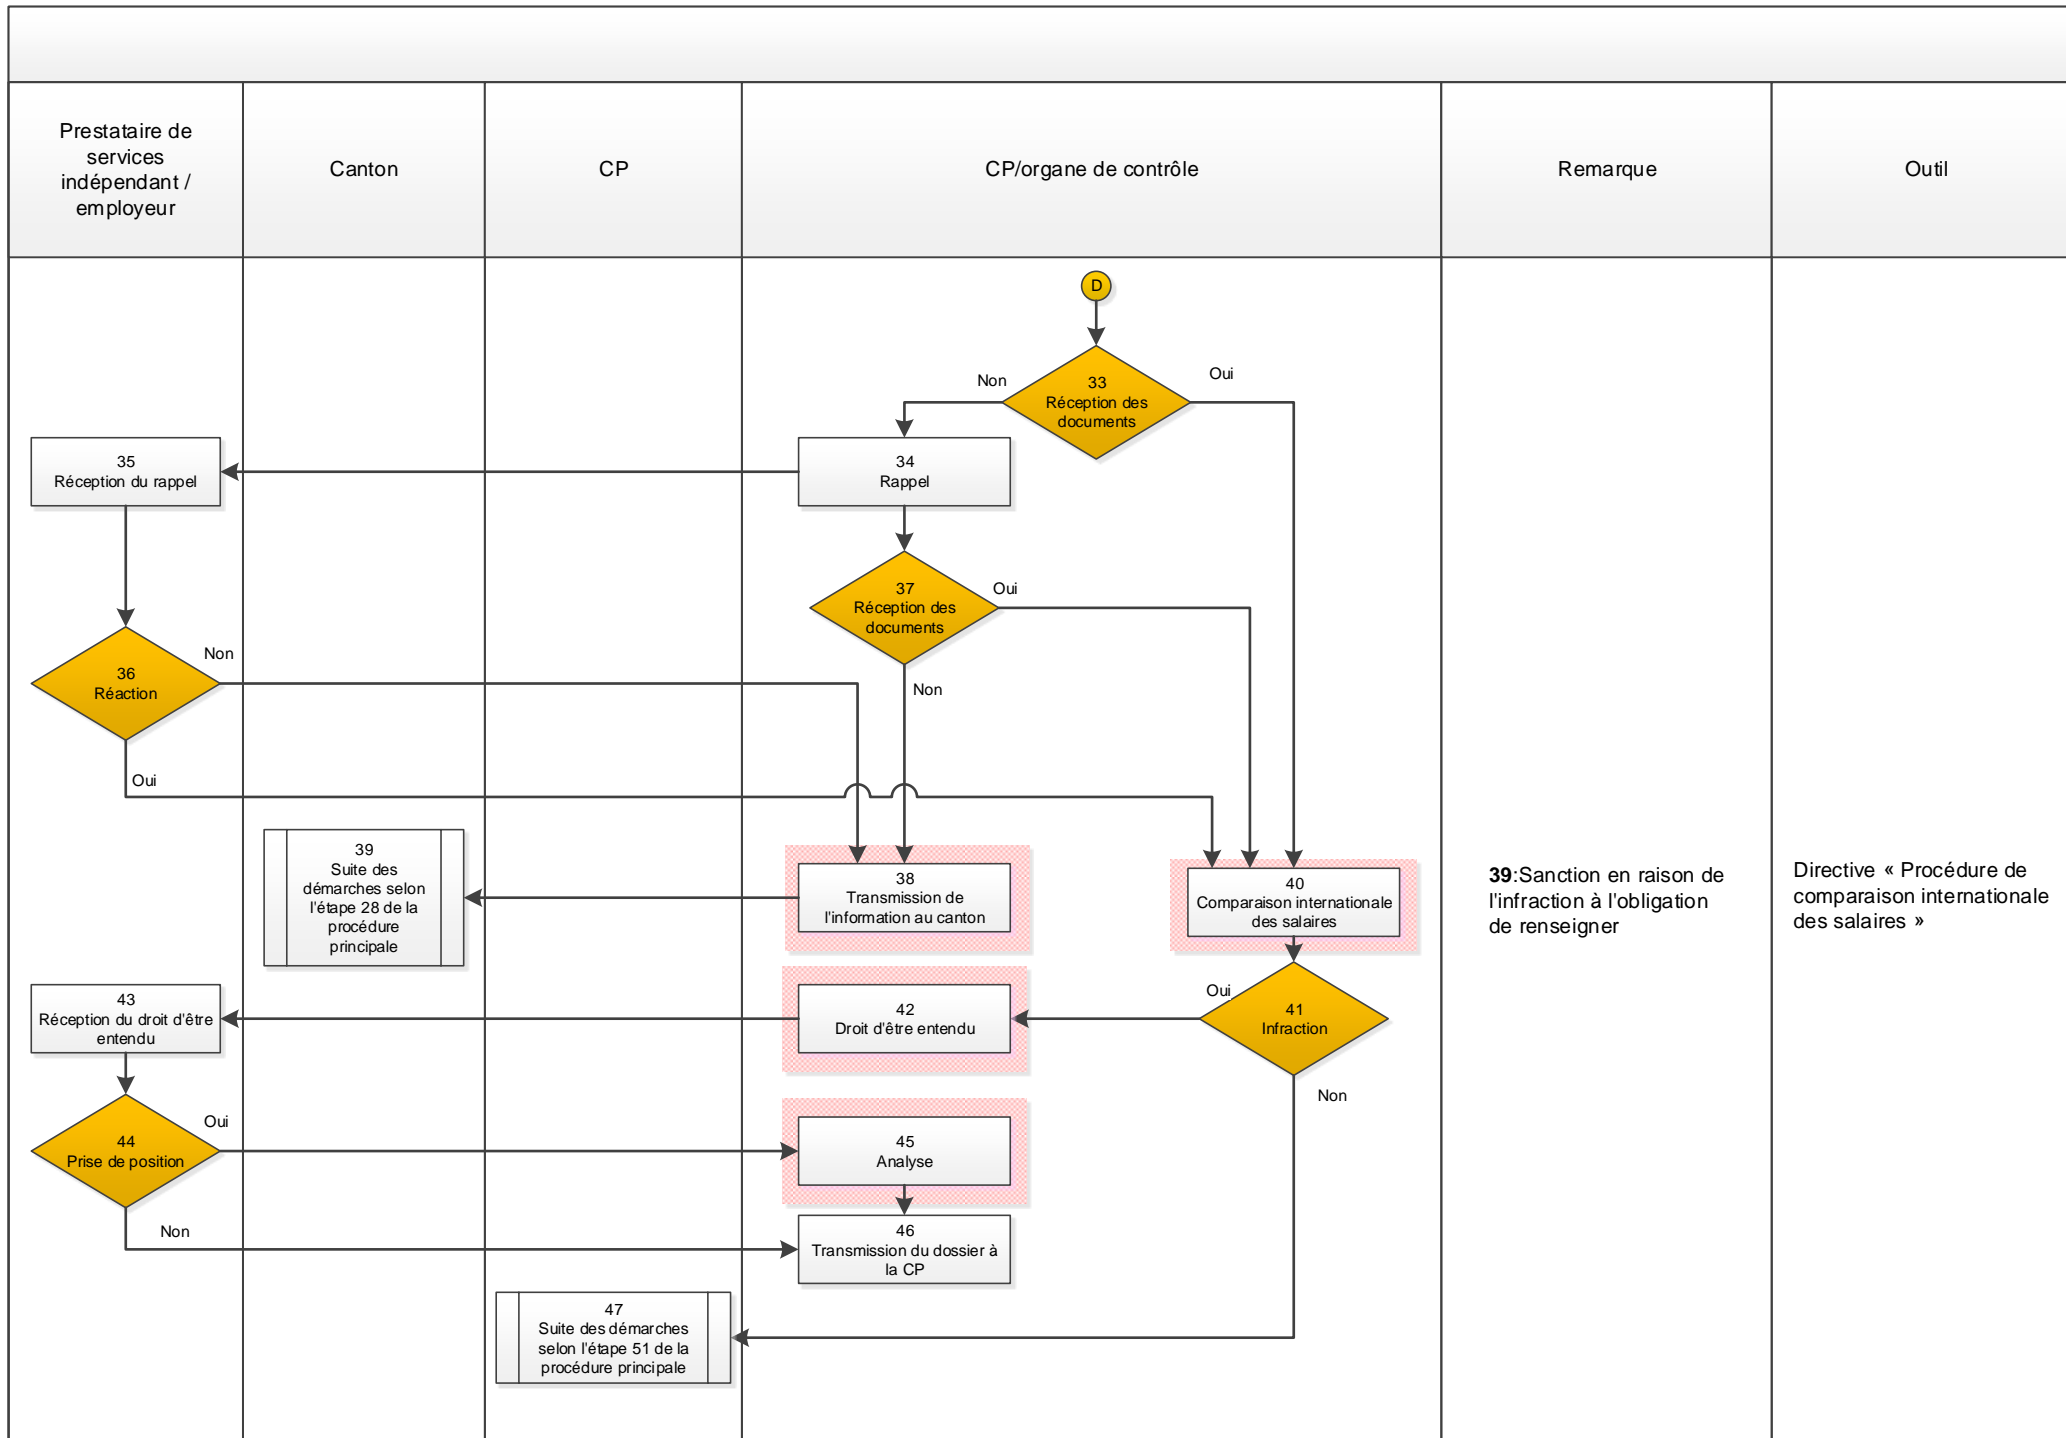 Prestataire de
services
indépendant /
employeur
Canton
CP
CP/organe de contrôle
Remarque
Outil
D
Non
33
Réception des
documents
Oui
35
Réception du rappel
34
Rappel
37
Réception des
documents
Oui
Non
36
Réaction
Non
Oui
39
Suite des
démarches selon
l'étape 28 de la
procédure
principale
38
Transmission de
l'information au canton
40
Comparaison internationale
des salaires
39:Sanction en raison de
l'infraction à l'obligation
de renseigner
Directive « Procédure de
comparaison internationale
des salaires »
43
Réception du droit d'être
entendu
42
Droit d'être entendu
Oui
41
Infraction
Non
44
Prise de position
Oui
45
Analyse
Non
46
Transmission du dossier à
la CP
47
Suite des démarches
selon l'étape 51 de la
procédure principale